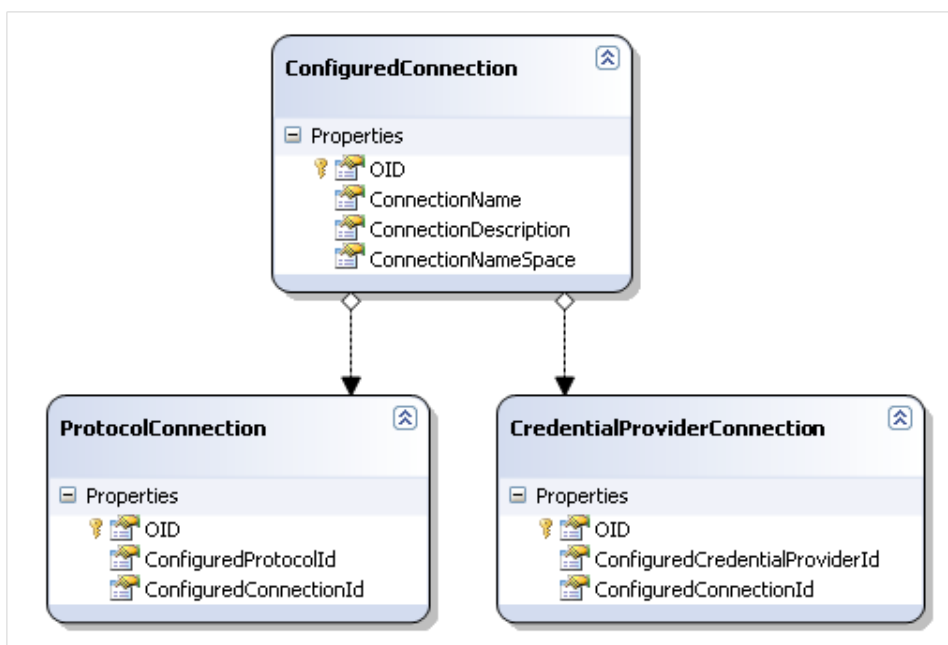 ConfiguredConnection
Properties
OID
ConnectionName
ConnectionDescription
ConnectionNameSpace
ProtocolConnection
Properties
OID
ConfiguredProtocolId
ConfiguredConnectionId
CredentialProviderConnection
Properties
OID
ConfiguredCredentialProviderId
ConfiguredConnectionId